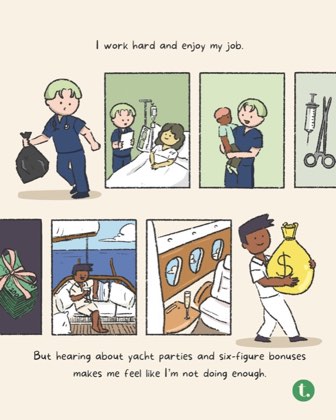 I work hard and enjoy my job.
$
But hearing about yacht parties and six-figure bonuses
makes me feel like I'm not doing enough.
t.